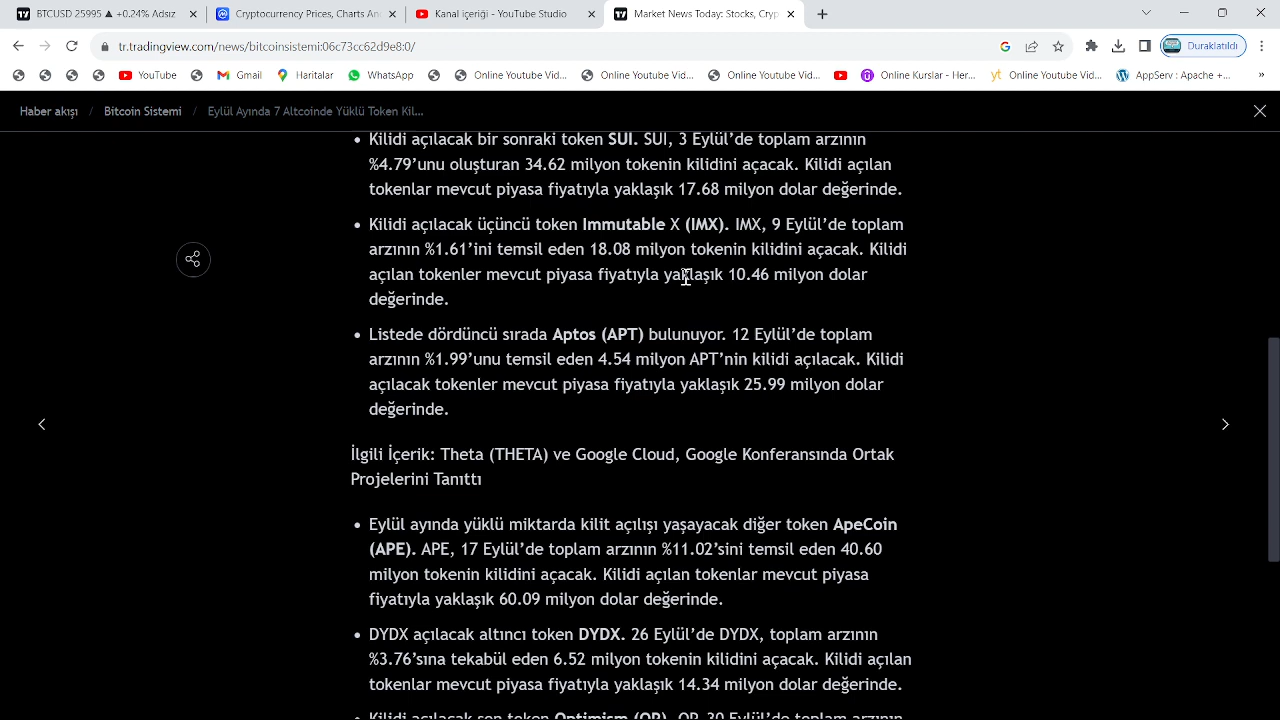 BTCUSD 25995 ▲ +0.24% Adsız
Cryptocurrency Prices, Charts An
Kanal içeriği - YouTube Studio
Market News Today: Stocks, Cryp
tr.tradingview.com/news/bitcoinsistemi:06c73cc62d9e8:0/
Duraklatıldı
YouTube
Gmail
Haritalar
WhatsApp
Online Youtube Vid...
Online Youtube Vid...
Online Youtube Vid...
Online Kurslar - Her...
Online Youtube Vid...
AppServ : Apache +...
Haber akışı / Bitcoin Sistemi / Eylül Ayında 7 Altcoinde Yüklü Token Kil...
• Kilidi açılacak bir sonraki token SUI. SUI, 3 Eylül’de toplam arzının
%4.79’unu oluşturan 34.62 milyon tokenin kilidini açacak. Kilidi açılan
tokenlar mevcut piyasa fiyatıyla yaklaşık 17.68 milyon dolar değerinde.
• Kilidi açılacak üçüncü token Immutable X (IMX). IMX, 9 Eylül’de toplam
arzının %1.61’ini temsil eden 18.08 milyon tokenin kilidini açacak. Kilidi
açılan tokenler mevcut piyasa fiyatıyla yaklaşık 10.46 milyon dolar
değerinde.
• Listede dördüncü sırada Aptos (APT) bulunuyor. 12 Eylül’de toplam
arzının %1.99’unu temsil eden 4.54 milyon APT’nin kilidi açılacak. Kilidi
açılacak tokenler mevcut piyasa fiyatıyla yaklaşık 25.99 milyon dolar
değerinde.
İlgili İçerik: Theta (THETA) ve Google Cloud, Google Konferansında Ortak
Projelerini Tanıttı
• Eylül ayında yüklü miktarda kilit açılışı yaşayacak diğer token ApeCoin
(APE). APE, 17 Eylül’de toplam arzının %11.02’sini temsil eden 40.60
milyon tokenin kilidini açacak. Kilidi açılan tokenlar mevcut piyasa
fiyatıyla yaklaşık 60.09 milyon dolar değerinde.
• DYDX açılacak altıncı token DYDX. 26 Eylül’de DYDX, toplam arzının
%3.76’sına tekabül eden 6.52 milyon tokenin kilidini açacak. Kilidi açılan
tokenlar mevcut piyasa fiyatıyla yaklaşık 14.34 milyon dolar değerinde.
• Kilidi açılacak son token Optimism (OP). OP, 30 Eylül’de toplam arzının